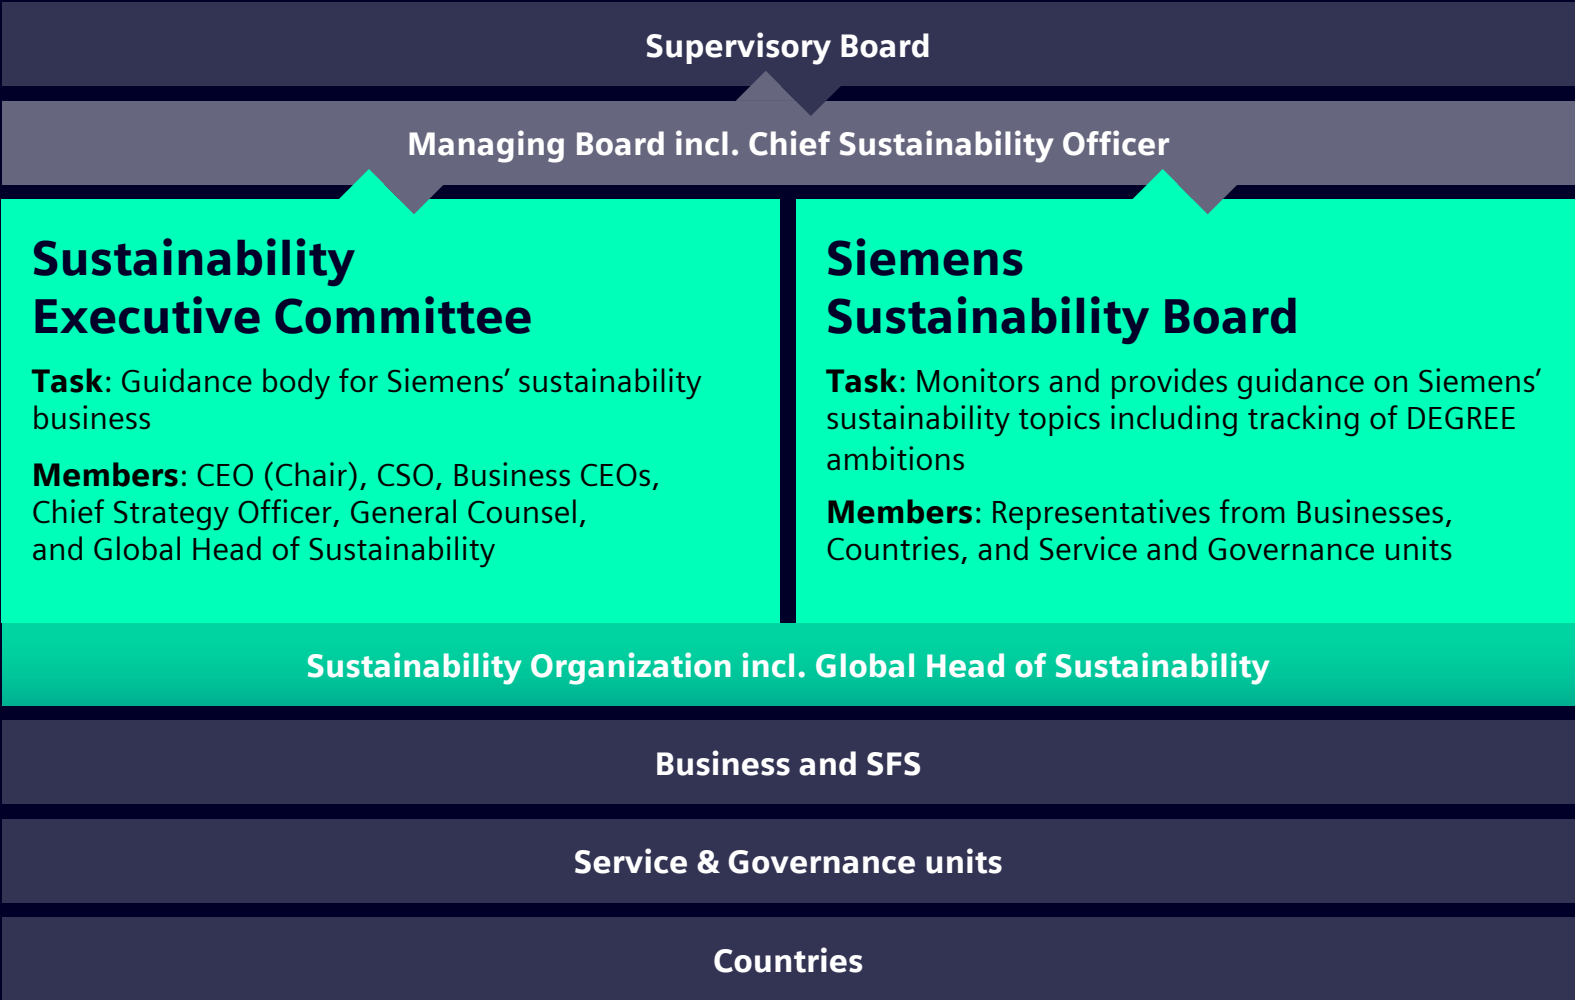 Supervisory Board
Managing Board incl. Chief Sustainability Officer
Sustainability
Executive Committee
Task: Guidance body for Siemens’ sustainability
business
Members: CEO (Chair), CSO, Business CEOs,
Chief Strategy Officer, General Counsel,
and Global Head of Sustainability
Siemens
Sustainability Board
Task: Monitors and provides guidance on Siemens’
sustainability topics including tracking of DEGREE
ambitions
Members: Representatives from Businesses,
Countries, and Service and Governance units
Sustainability Organization incl. Global Head of Sustainability
Business and SFS
Service & Governance units
Countries